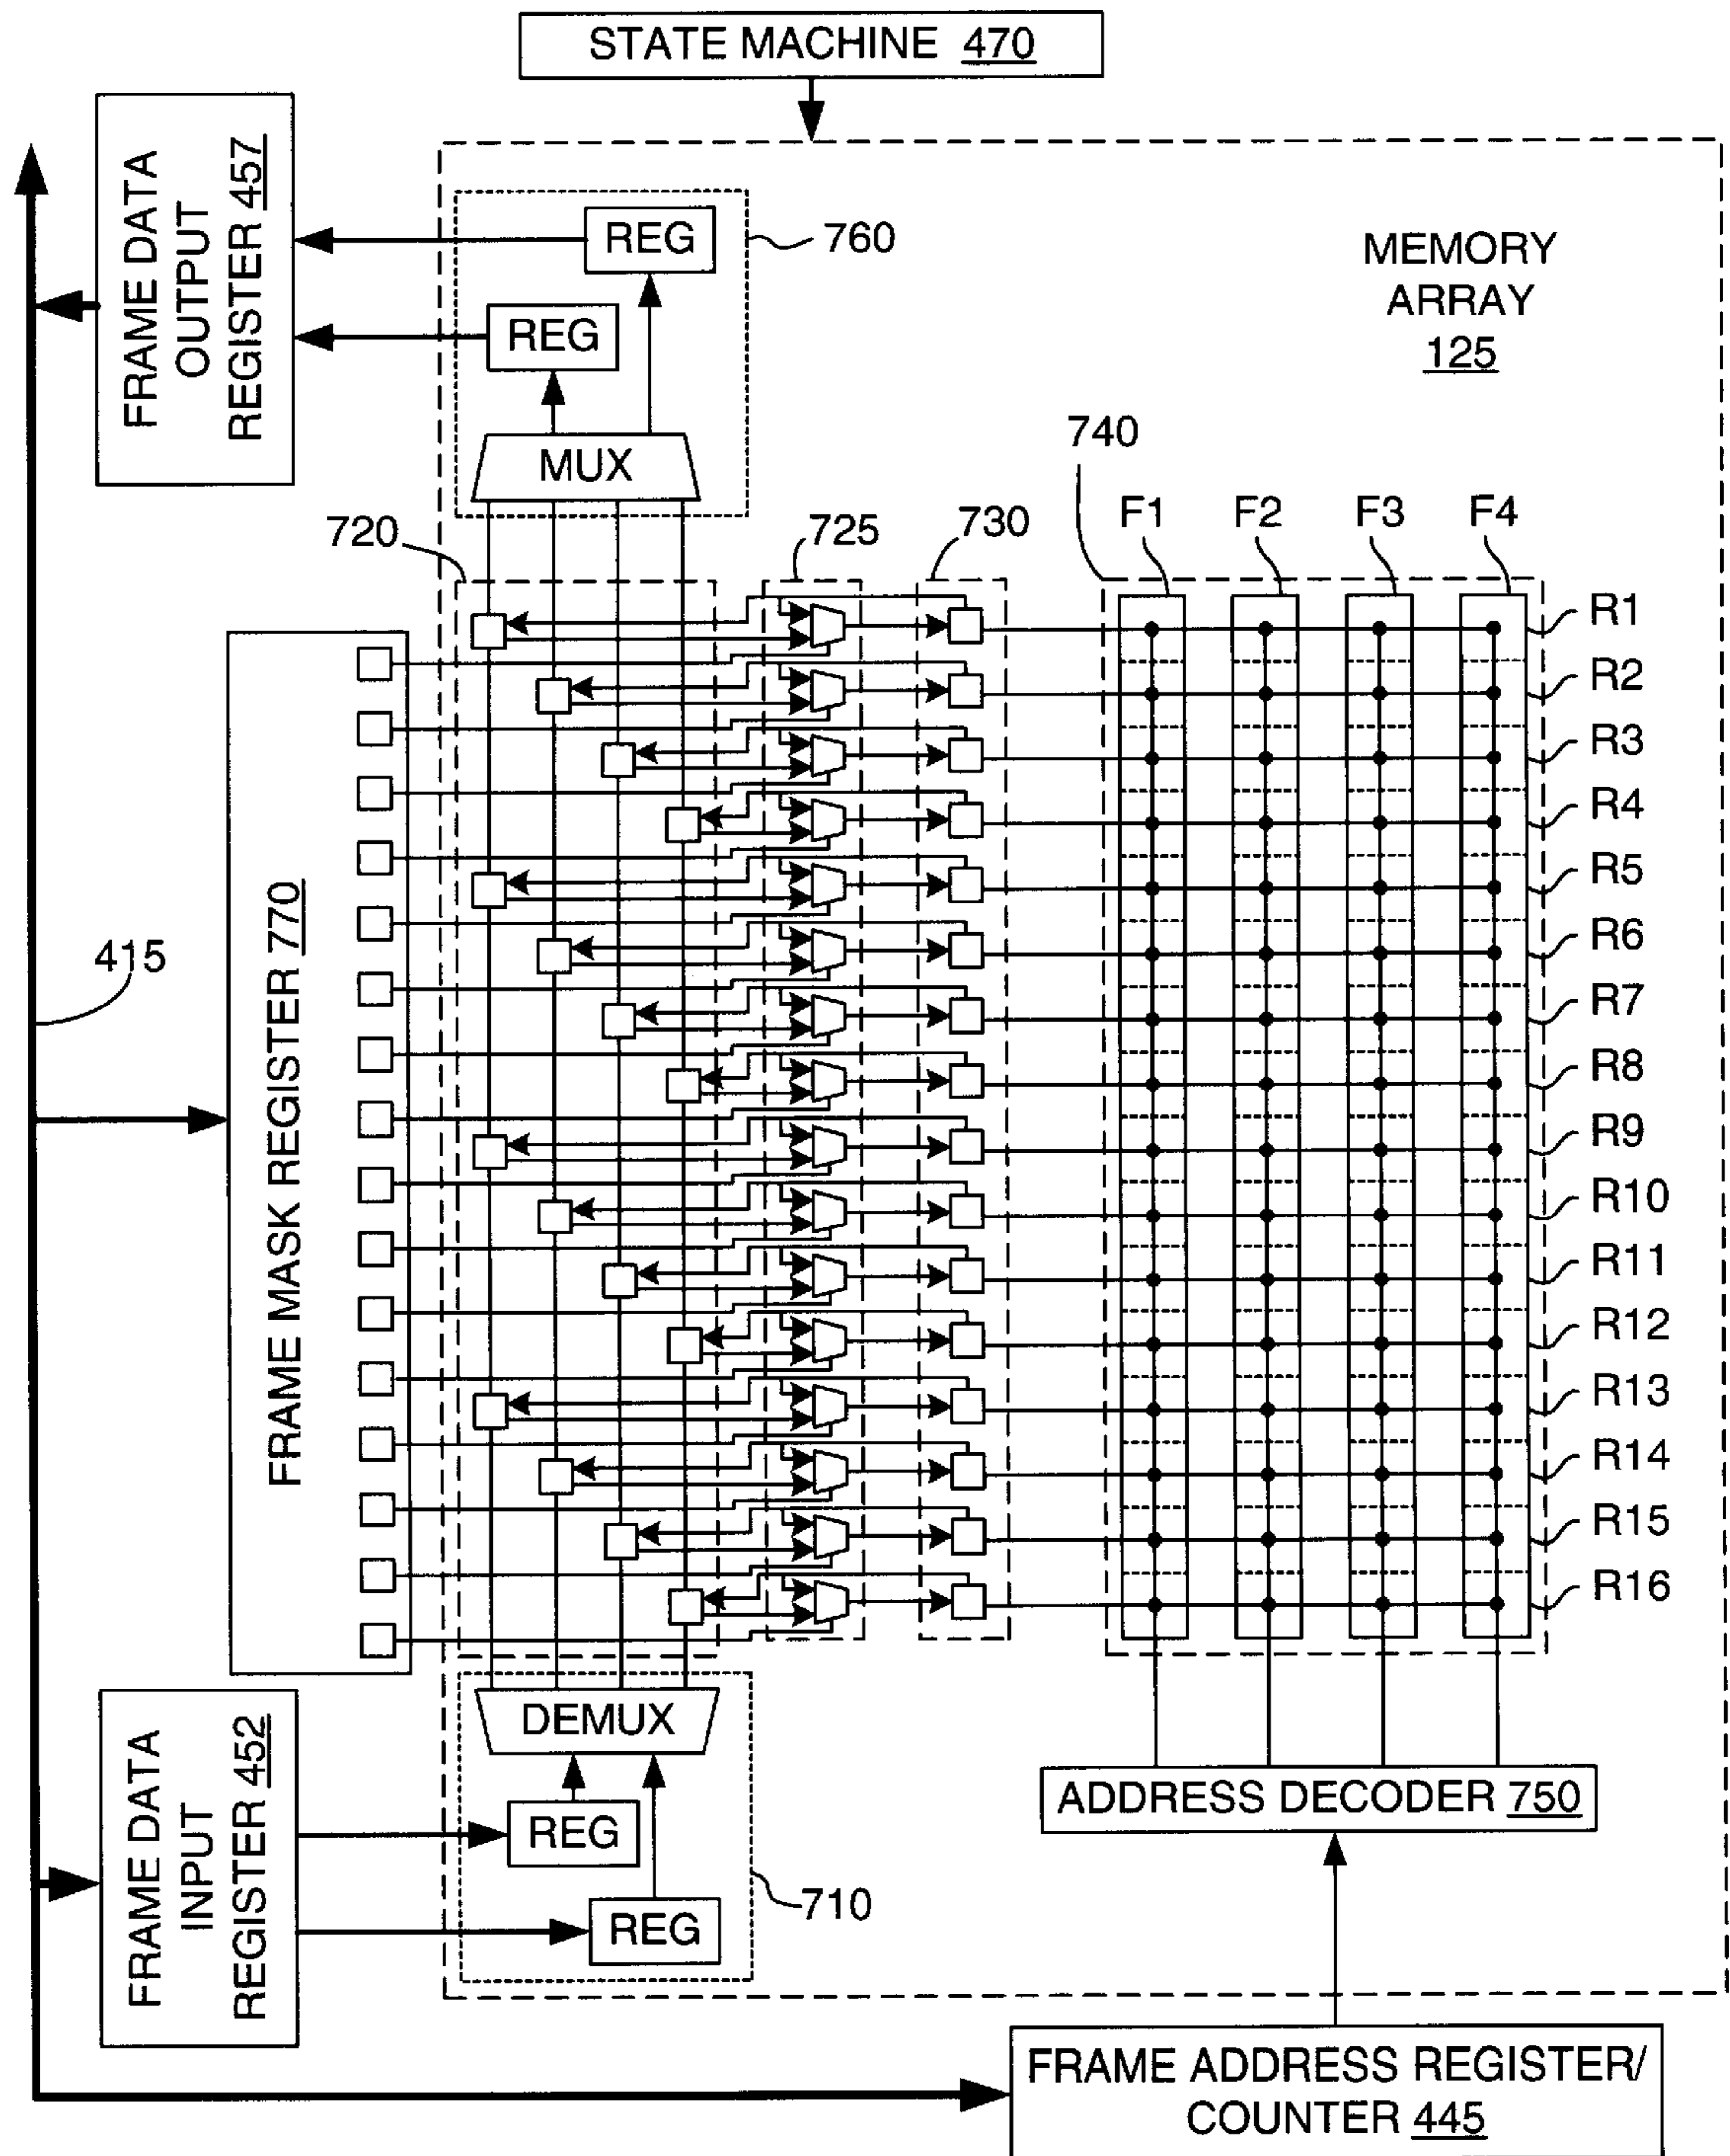 STATE MACHINE 470
FRAME DATA
OUTPUT
REGISTER 457
REG
760
REG
MUX
MEMORY
ARRAY
125
740
720
725
730
F1
F2
F3
F4
R1
R2
R3
R4
R5
R6
R7
R8
R9
R10
R11
R12
R13
R14
R15
R16
415
FRAME MASK REGISTER 770
FRAME DATA
INPUT
REGISTER 452
DEMUX
REG
REG
710
ADDRESS DECODER 750
FRAME ADDRESS REGISTER/
COUNTER 445